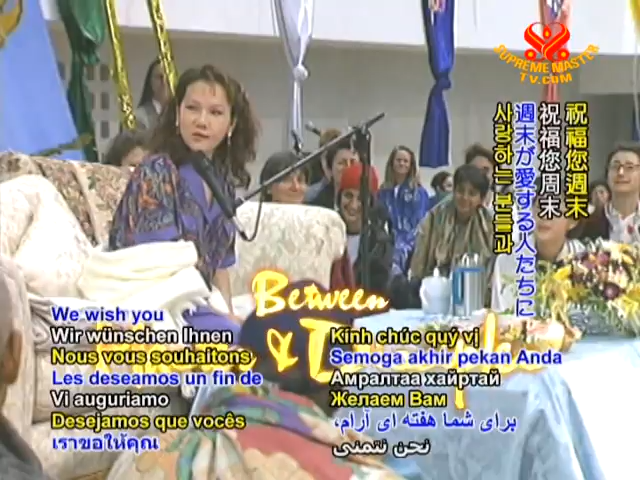 SUPREME MASTER
TV.COM
祝福您週末
祝福您周末
週末が愛する人たちに
사랑하는 분들과
Between
&
We wish you
Wir wünschen Ihnen
Nous vous souhaitons
Les deseamos un fin de
Vi auguriamo
Desejamos que vocês
เราขอให้คุณ
Kính chúc quý vị
Semoga akhir pekan Anda
Амралтаа хайртай
Желаем Вам
برای شما هفته ای آرام،
نحن نتمنى